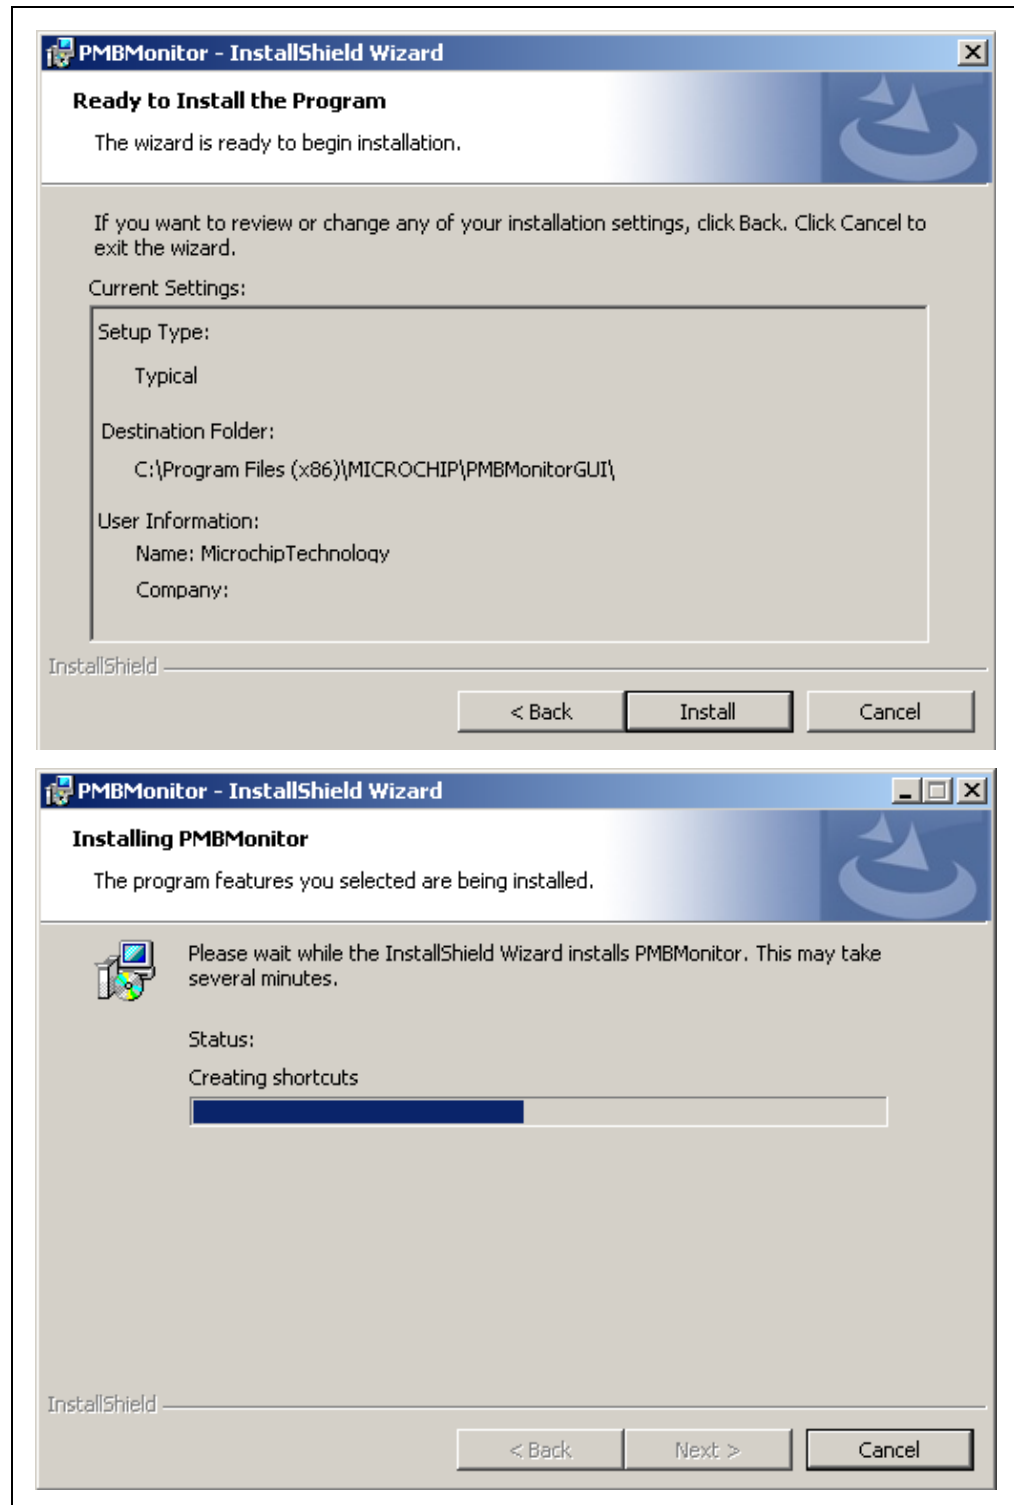 PMBMonitor - InstallShield Wizard
Ready to Install the Program
The wizard is ready to begin installation.
If you want to review or change any of your installation settings, click Back. Click Cancel to
exit the wizard.
Current Settings:
Setup Type:
Typical
Destination Folder:
C:\Program Files (x86)\MICROCHIP\PMBMonitorGUI\
User Information:
Name: MicrochipTechnology
Company:
InstallShield
< Back Install Cancel
PMBMonitor - InstallShield Wizard
Installing PMBMonitor
The program features you selected are being installed.
Please wait while the InstallShield Wizard installs PMBMonitor. This may take
several minutes.
Status:
Creating shortcuts
InstallShield
< Back Next > Cancel